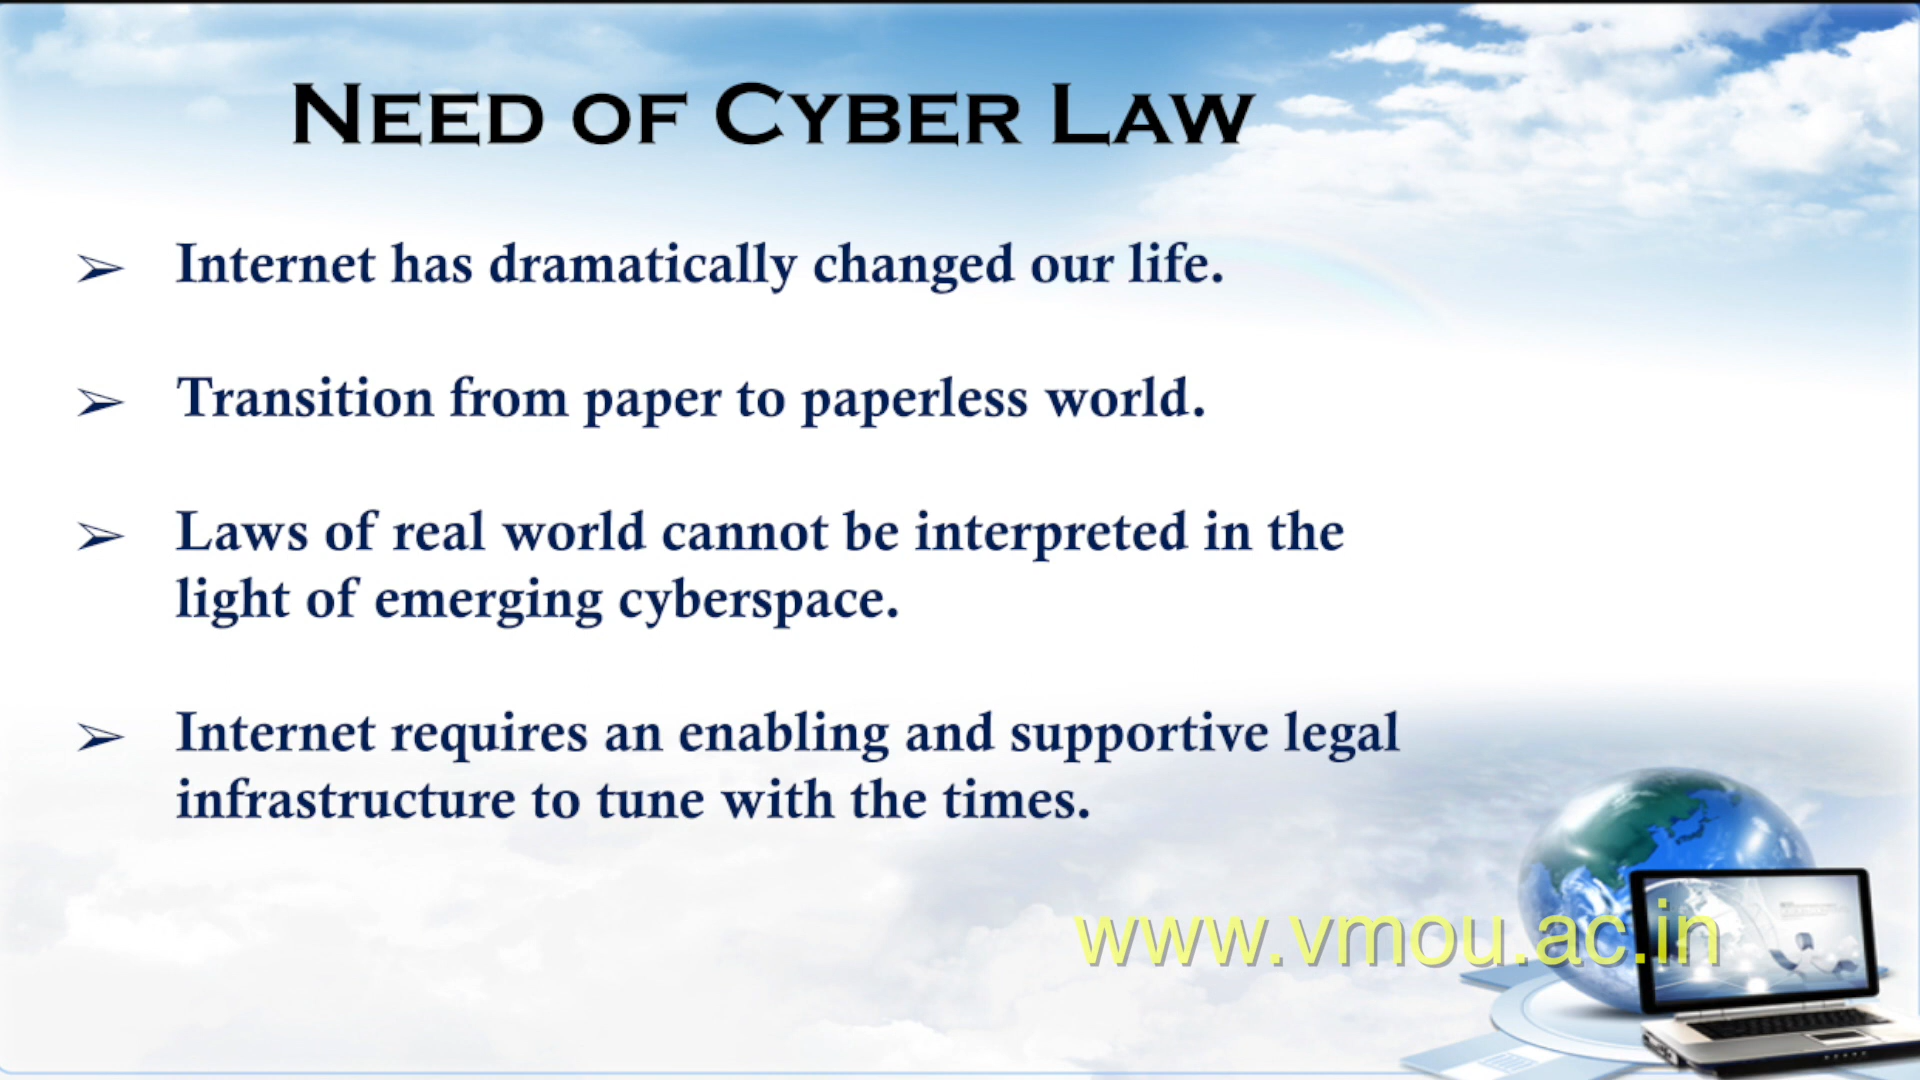 Need of Cyber Law
➢ Internet has dramatically changed our life.
➢ Transition from paper to paperless world.
➢ Laws of real world cannot be interpreted in the
light of emerging cyberspace.
➢ Internet requires an enabling and supportive legal
infrastructure to tune with the times.
www.vmou.ac.in